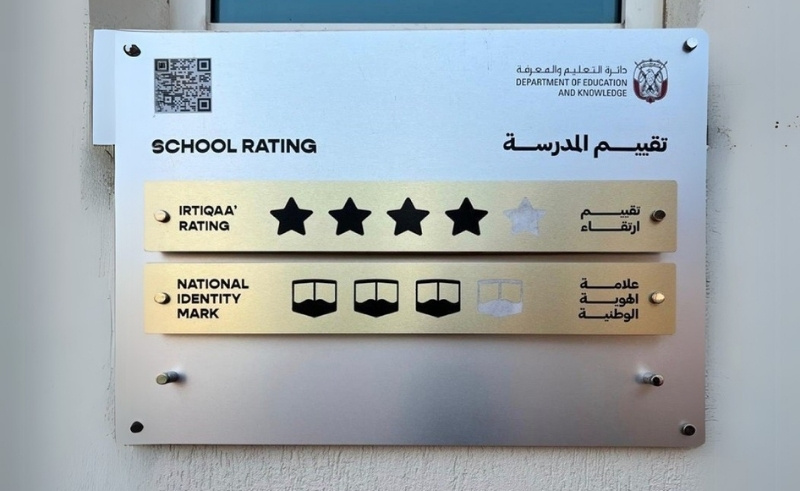 دائرة التعليم والمعرفة
DEPARTMENT OF EDUCATION
AND KNOWLEDGE
SCHOOL RATING
تقييم المدرسة
IRTIQAA'
RATING
تقييم
ارتقاء
NATIONAL
IDENTITY
MARK
علامة
الهوية
الوطنية